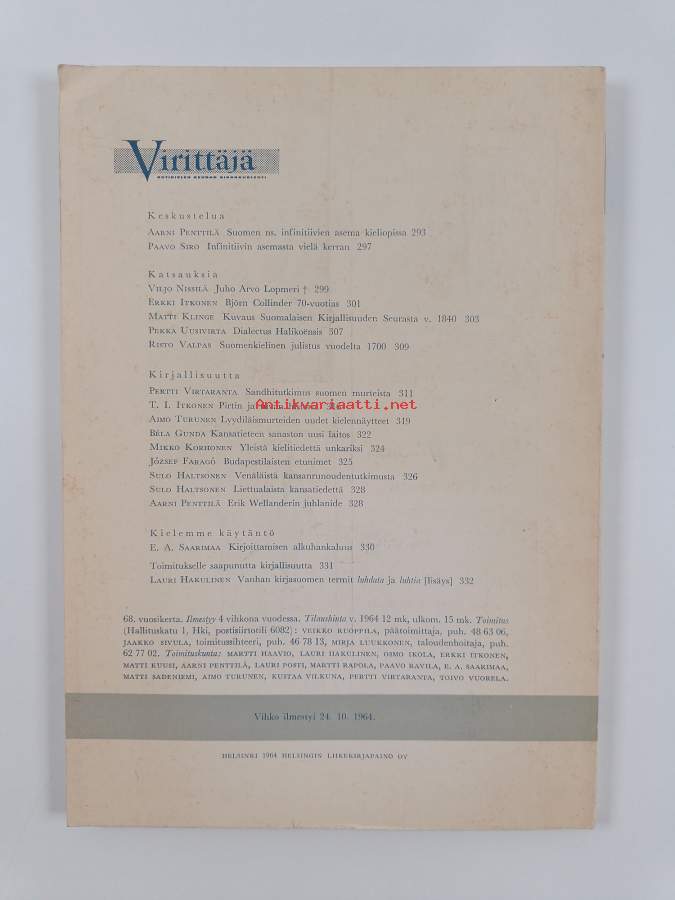 Virittäjä
KOTIKIELEN SEURAN AIKAKAUSLEHTI
Keskustelua
AARNI PENTTILÄ Suomen ns. infinitiivien asema kieliopissa 293
PAAVO SIRO Infinitiivin asemasta vielä kerran 297
Katsauksia
VILJO NISSILÄ Juho Arvo Lopmeri † 299
ERKKI ITKONEN Björn Collinder 70-vuotias 301
MATTI KLINGE Kuvaus Suomalaisen Kirjallisuuden Seurasta v. 1840 303
PEKKA UUSIVIRTA Dialectus Halikoënsis 307
RISTO VALPAS Suomenkielinen julistus vuodelta 1700 309
Kirjallisuutta
PERTTI VIRTARANTA Sandhitutkimus suomen murteista 311
T. I. ITKONEN Pirtin
Antikvariaatti.net
AIMO TURUNEN Lyydiläismurteiden uudet kielennäytteet 319
BÉLA GUNDA Kansatieteen sanaston uusi laitos 322
MIKKO KORHONEN Yleistä kielitiedettä unkariksi 324
JÓZSEF FARAGÓ Budapestilaisten etunimet 325
SULO HALTSONEN Venäläistä kansanrunoudentutkimusta 326
SULO HALTSONEN Liettualaista kansatiedettä 328
AARNI PENTTILÄ Erik Wellanderin juhlanide 328
Kielemme käytäntö
E. A. SAARIMAA Kirjoittamisen alkuhankaluus 330
Toimitukselle saapunutta kirjallisuutta 331
LAURI HAKULINEN Vanhan kirjasuomen termit luhdata ja luhtia [lisäys] 332
68. vuosikerta. Ilmestyy 4 vihkona vuodessa. Tilaushinta v. 1964 12 mk, ulkom. 15 mk. Toimitus
(Hallituskatu 1, Hki, postisiirtotili 6082): VEIKKO RUOPPILA, päätoimittaja, puh. 48 63 06,
JAAKKO SIVULA, toimitussihteeri, puh. 46 78 13, MIRJA LUUKKONEN, taloudenhoitaja, puh.
62 77 02. Toimituskunta: MARTTI HAAVIO, LAURI HAKULINEN, OSMO IKOLA, ERKKI ITKONEN,
MATTI KUUSI, AARNI PENTTILÄ, LAURI POSTI, MARTTI RAPOLA, PAAVO RAVILA, E. A. SAARIMAA,
MATTI SADENIEMI, AIMO TURUNEN, KUSTAA VILKUNA, PERTTI VIRTARANTA, TOIVO VUORELA.
Vihko ilmestyi 24. 10. 1964.
HELSINKI 1964 HELSINGIN LIIKEKIRJAPAINO OY